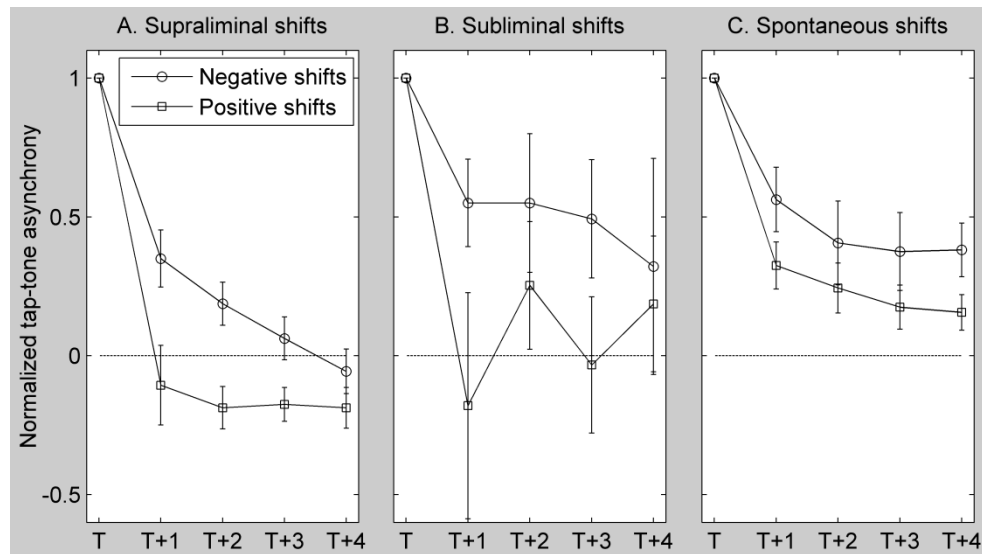 A. Supraliminal shifts
B. Subliminal shifts
C. Spontaneous shifts
Normalized tap-tone asynchrony
1
0.5
0
-0.5
Negative shifts
Positive shifts
T T+1 T+2 T+3 T+4
T T+1 T+2 T+3 T+4
T T+1 T+2 T+3 T+4